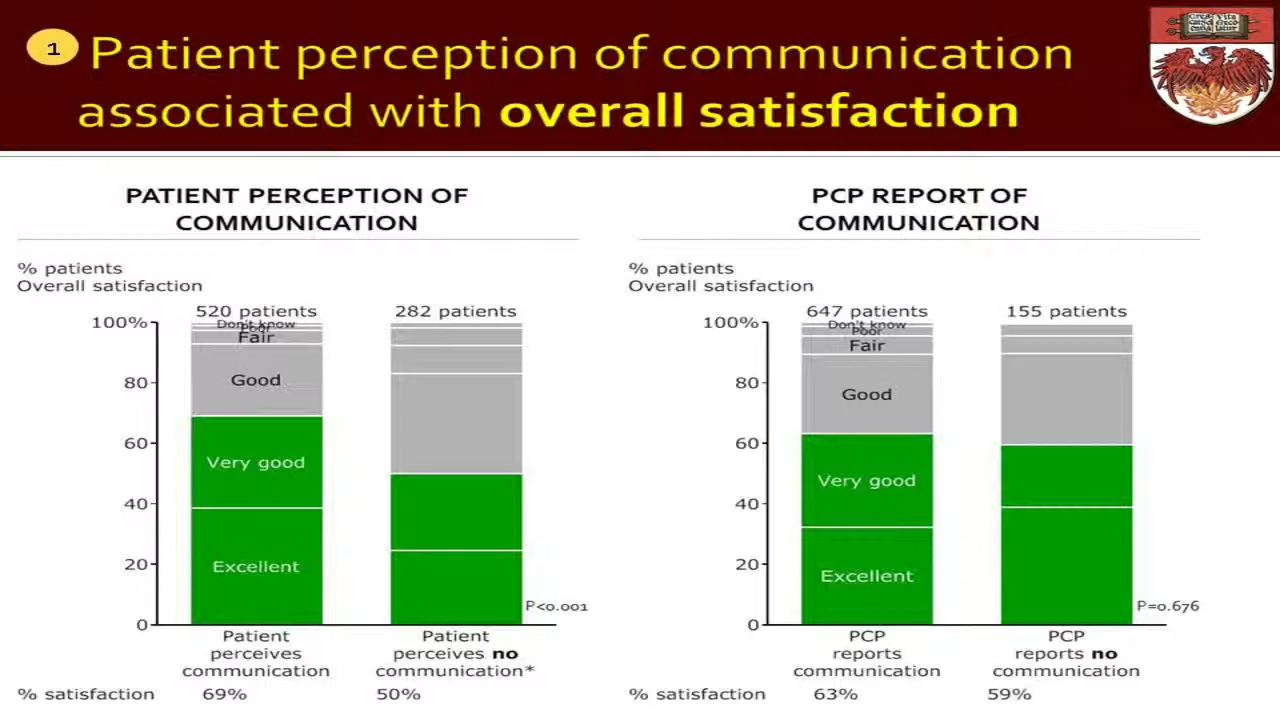 1 Patient perception of communication
associated with overall satisfaction
PATIENT PERCEPTION OF
COMMUNICATION
% patients
Overall satisfaction
520 patients
282 patients
100%
80
60
40
20
0
Don't know
Poor
Fair
Good
Very good
Excellent
P<0.001
Patient
perceives
communication
Patient
perceives no
communication*
% satisfaction 69% 50%
PCP REPORT OF
COMMUNICATION
% patients
Overall satisfaction
647 patients
155 patients
100%
80
60
40
20
0
Don't know
Poor
Fair
Good
Very good
Excellent
P=0.676
PCP
reports
communication
PCP
reports no
communication
% satisfaction 63% 59%